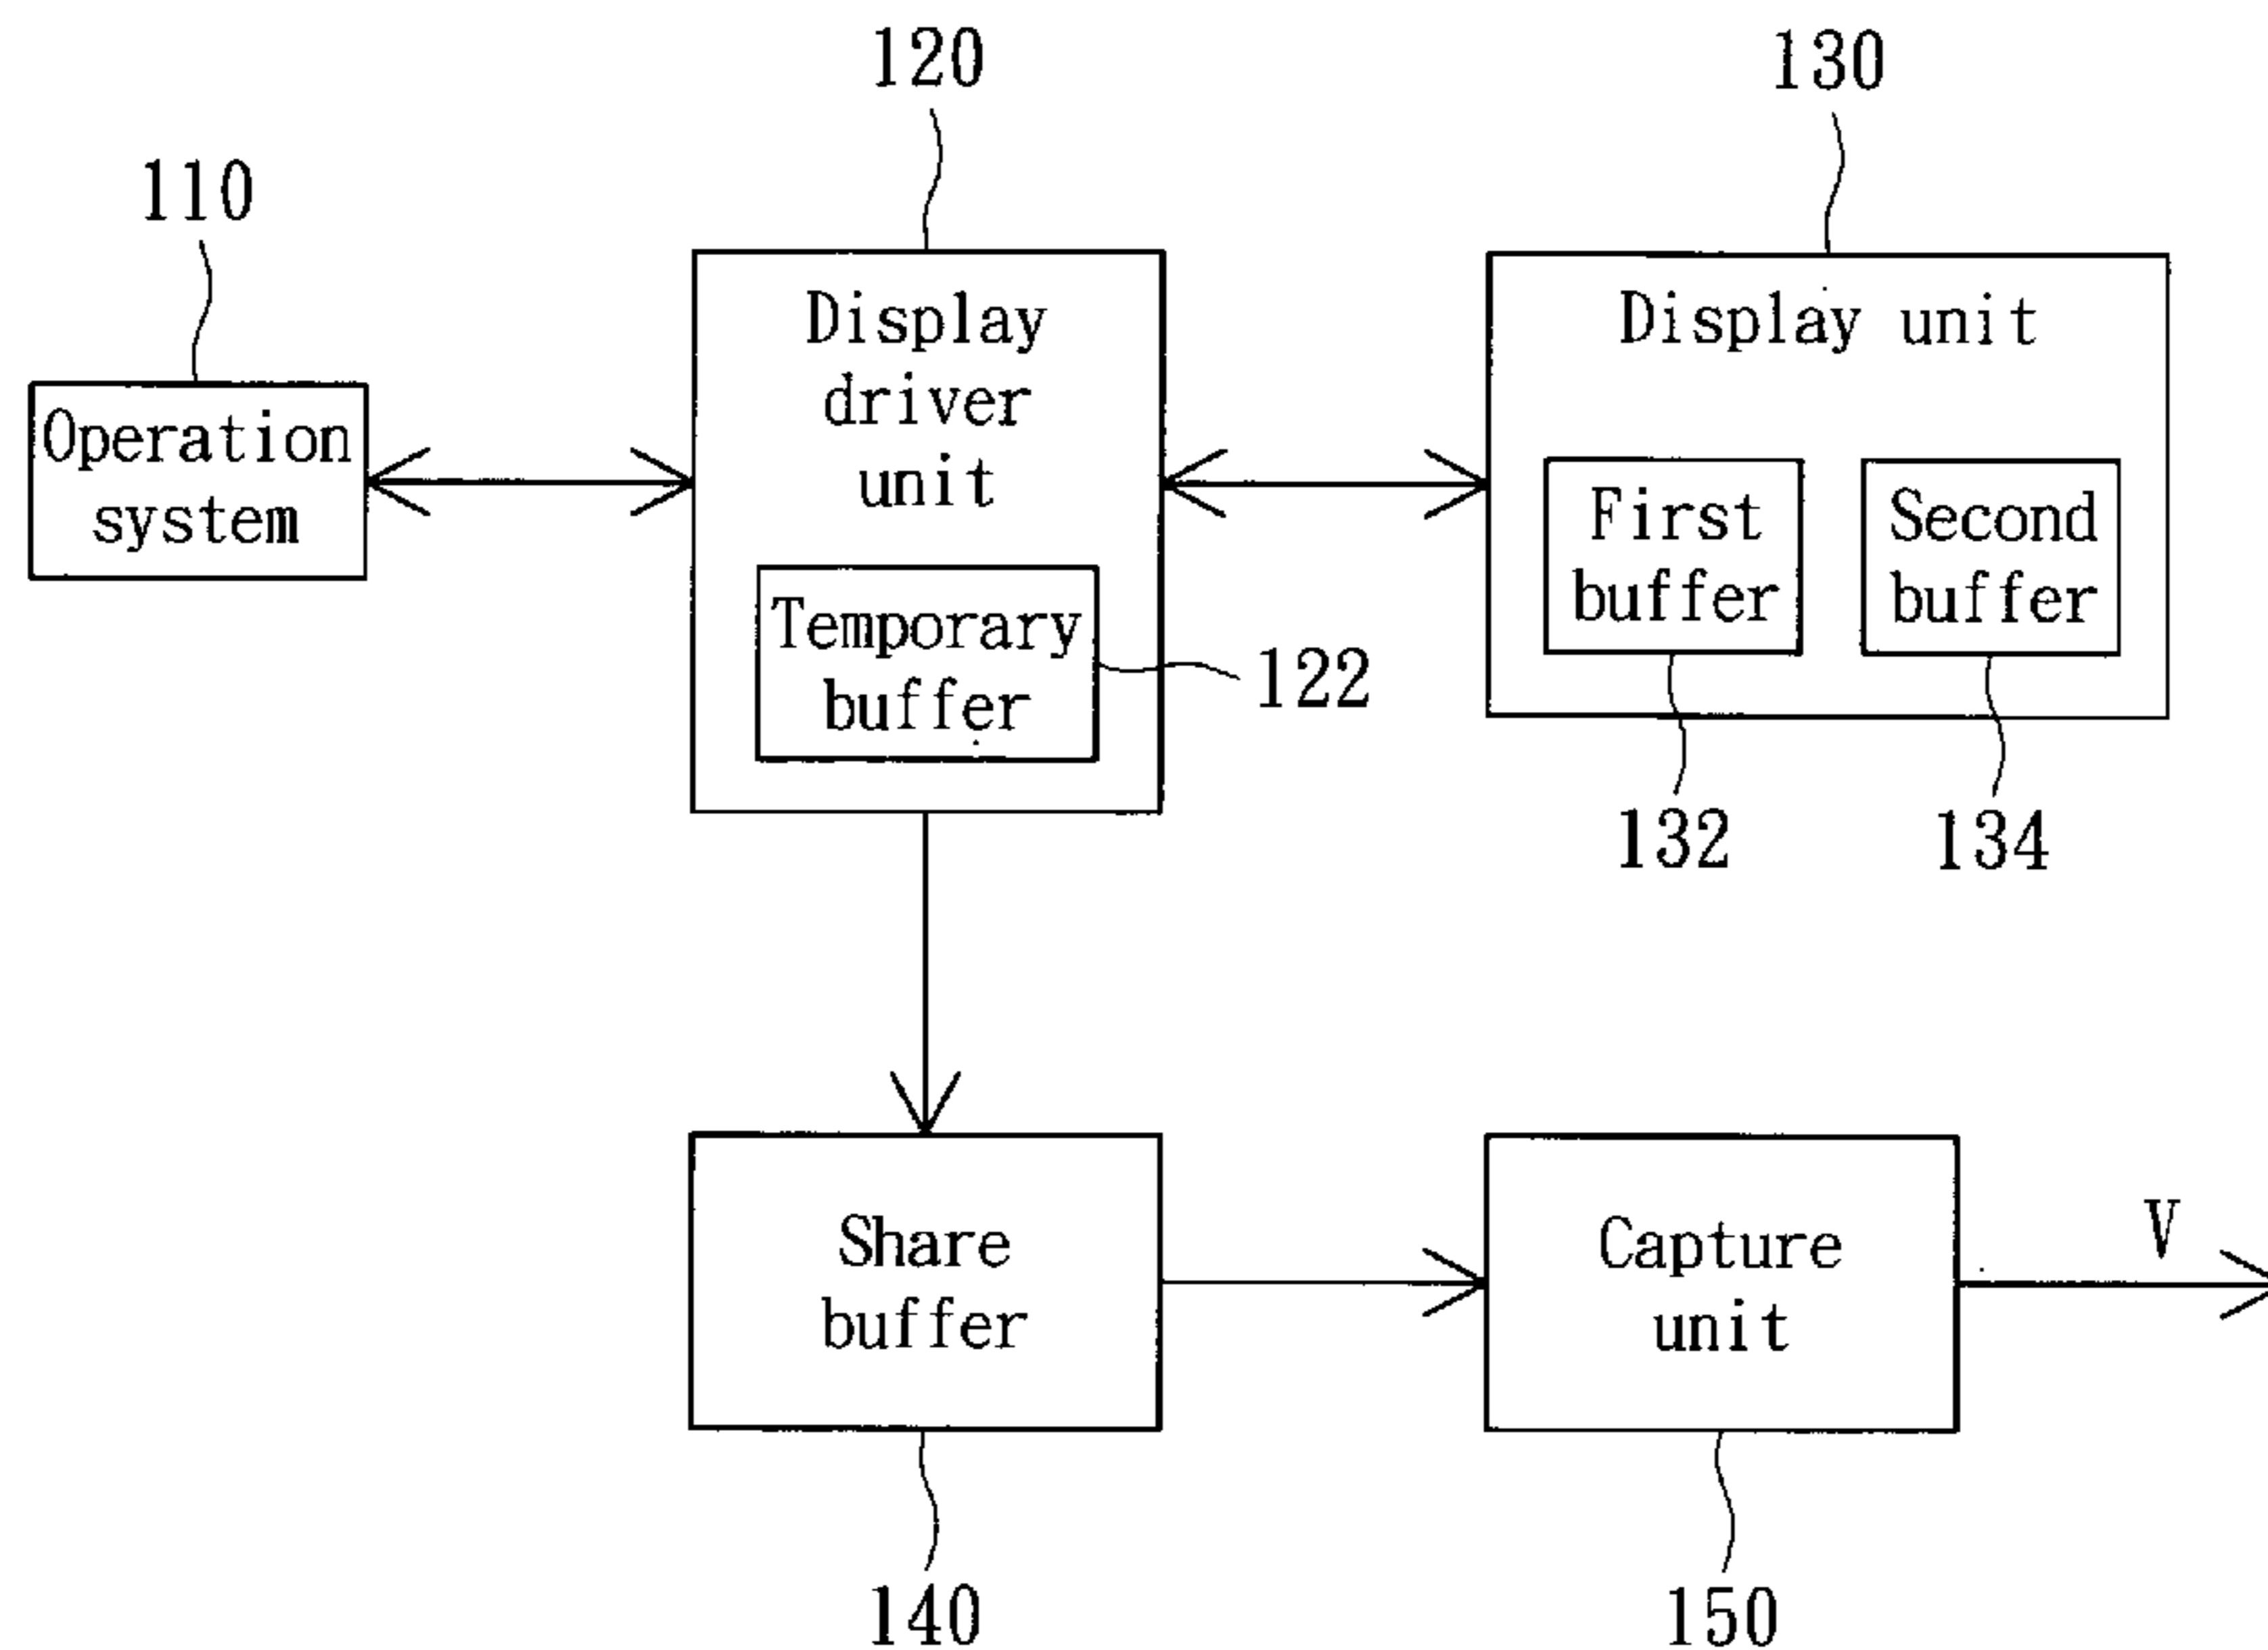 120
130
110
Display
driver
unit
Display unit
Operation
system
First
buffer
Second
buffer
Temporary
buffer
122
132
134
Share
buffer
Capture
unit
V
140
150